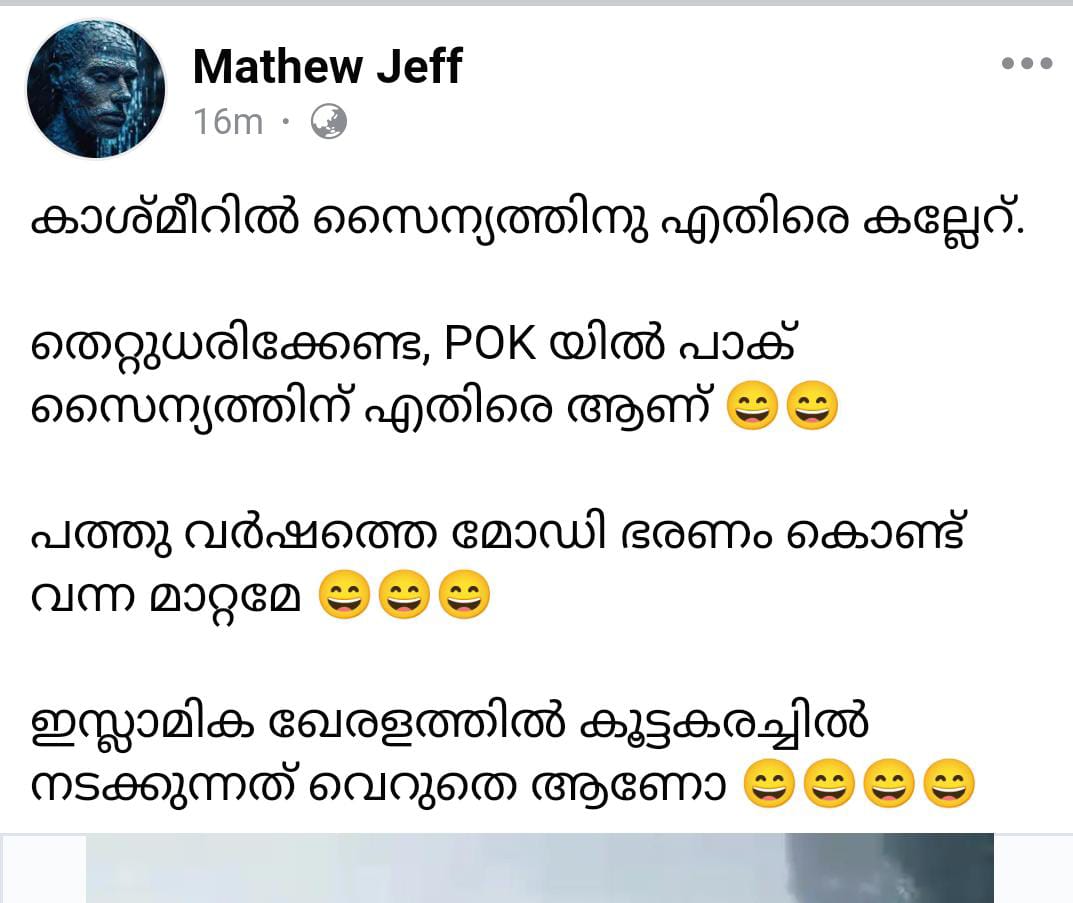 Mathew Jeff
16m ·
കാശ്മീറിൽ സൈന്യത്തിനു എതിരെ കല്ലേറ്.
തെറ്റുധരിക്കേണ്ട, POK യിൽ പാക്
സൈന്യത്തിന് എതിരെ ആണ് 😄😄
പത്തു വർഷത്തെ മോഡി ഭരണം കൊണ്ട്
വന്ന മാറ്റമേ 😄😄😄
ഇസ്ലാമിക ഖേരളത്തിൽ കൂട്ടകരച്ചിൽ
നടക്കുന്നത് വെറുതെ ആണോ 😄😄😄😄